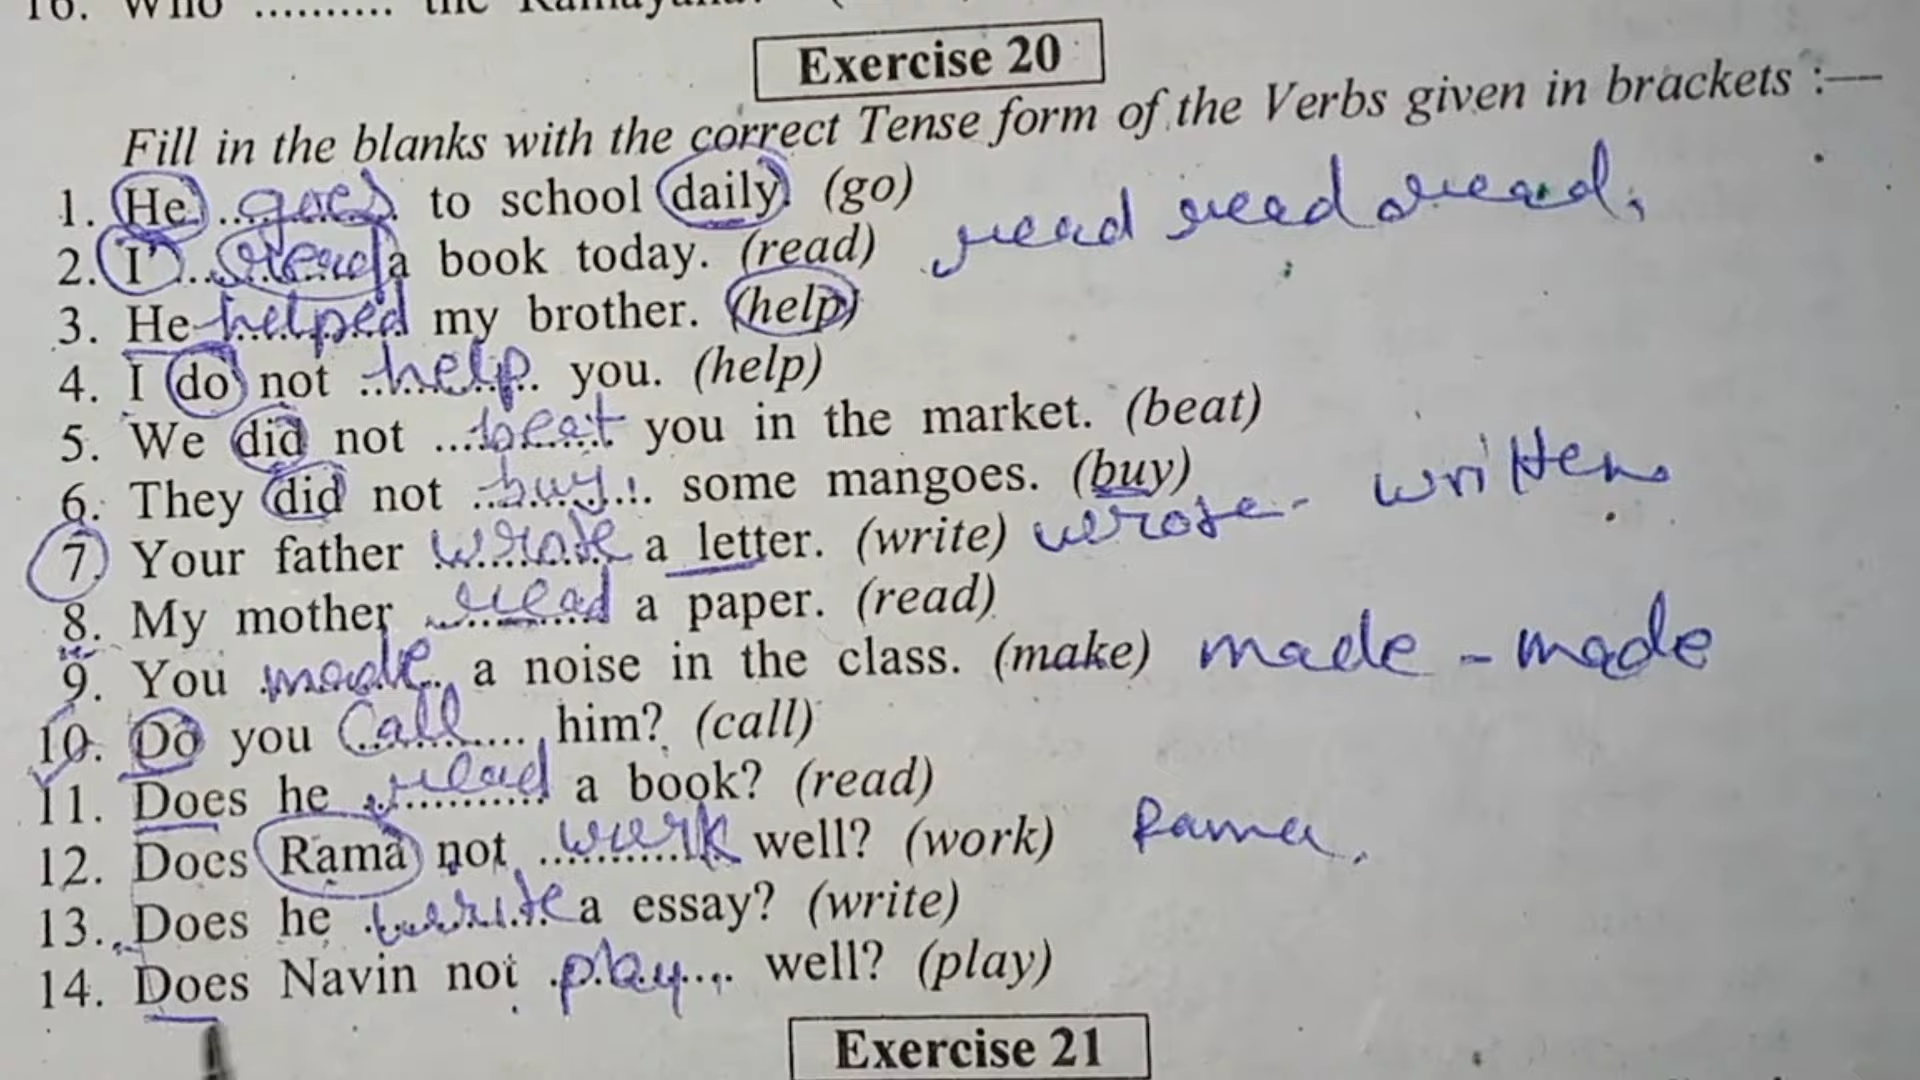 16. Who .......... the Ramayana?
Exercise 20
Fill in the blanks with the correct Tense form of the Verbs given in brackets :—
1. He goes to school daily. (go)
read read read.
2. I read a book today. (read)
3. He helped my brother. (help)
4. I do not help you. (help)
5. We did not beat you in the market. (beat)
6. They did not buy some mangoes. (buy)
7. Your father wrote a letter. (write) wrote - written
8. My mother read a paper. (read)
9. You made a noise in the class. (make) made - made
10. Do you Call him? (call)
11. Does he read a book? (read)
12. Does Rama not work well? (work) Rama.
13. Does he write a essay? (write)
14. Does Navin not play well? (play)
Exercise 21